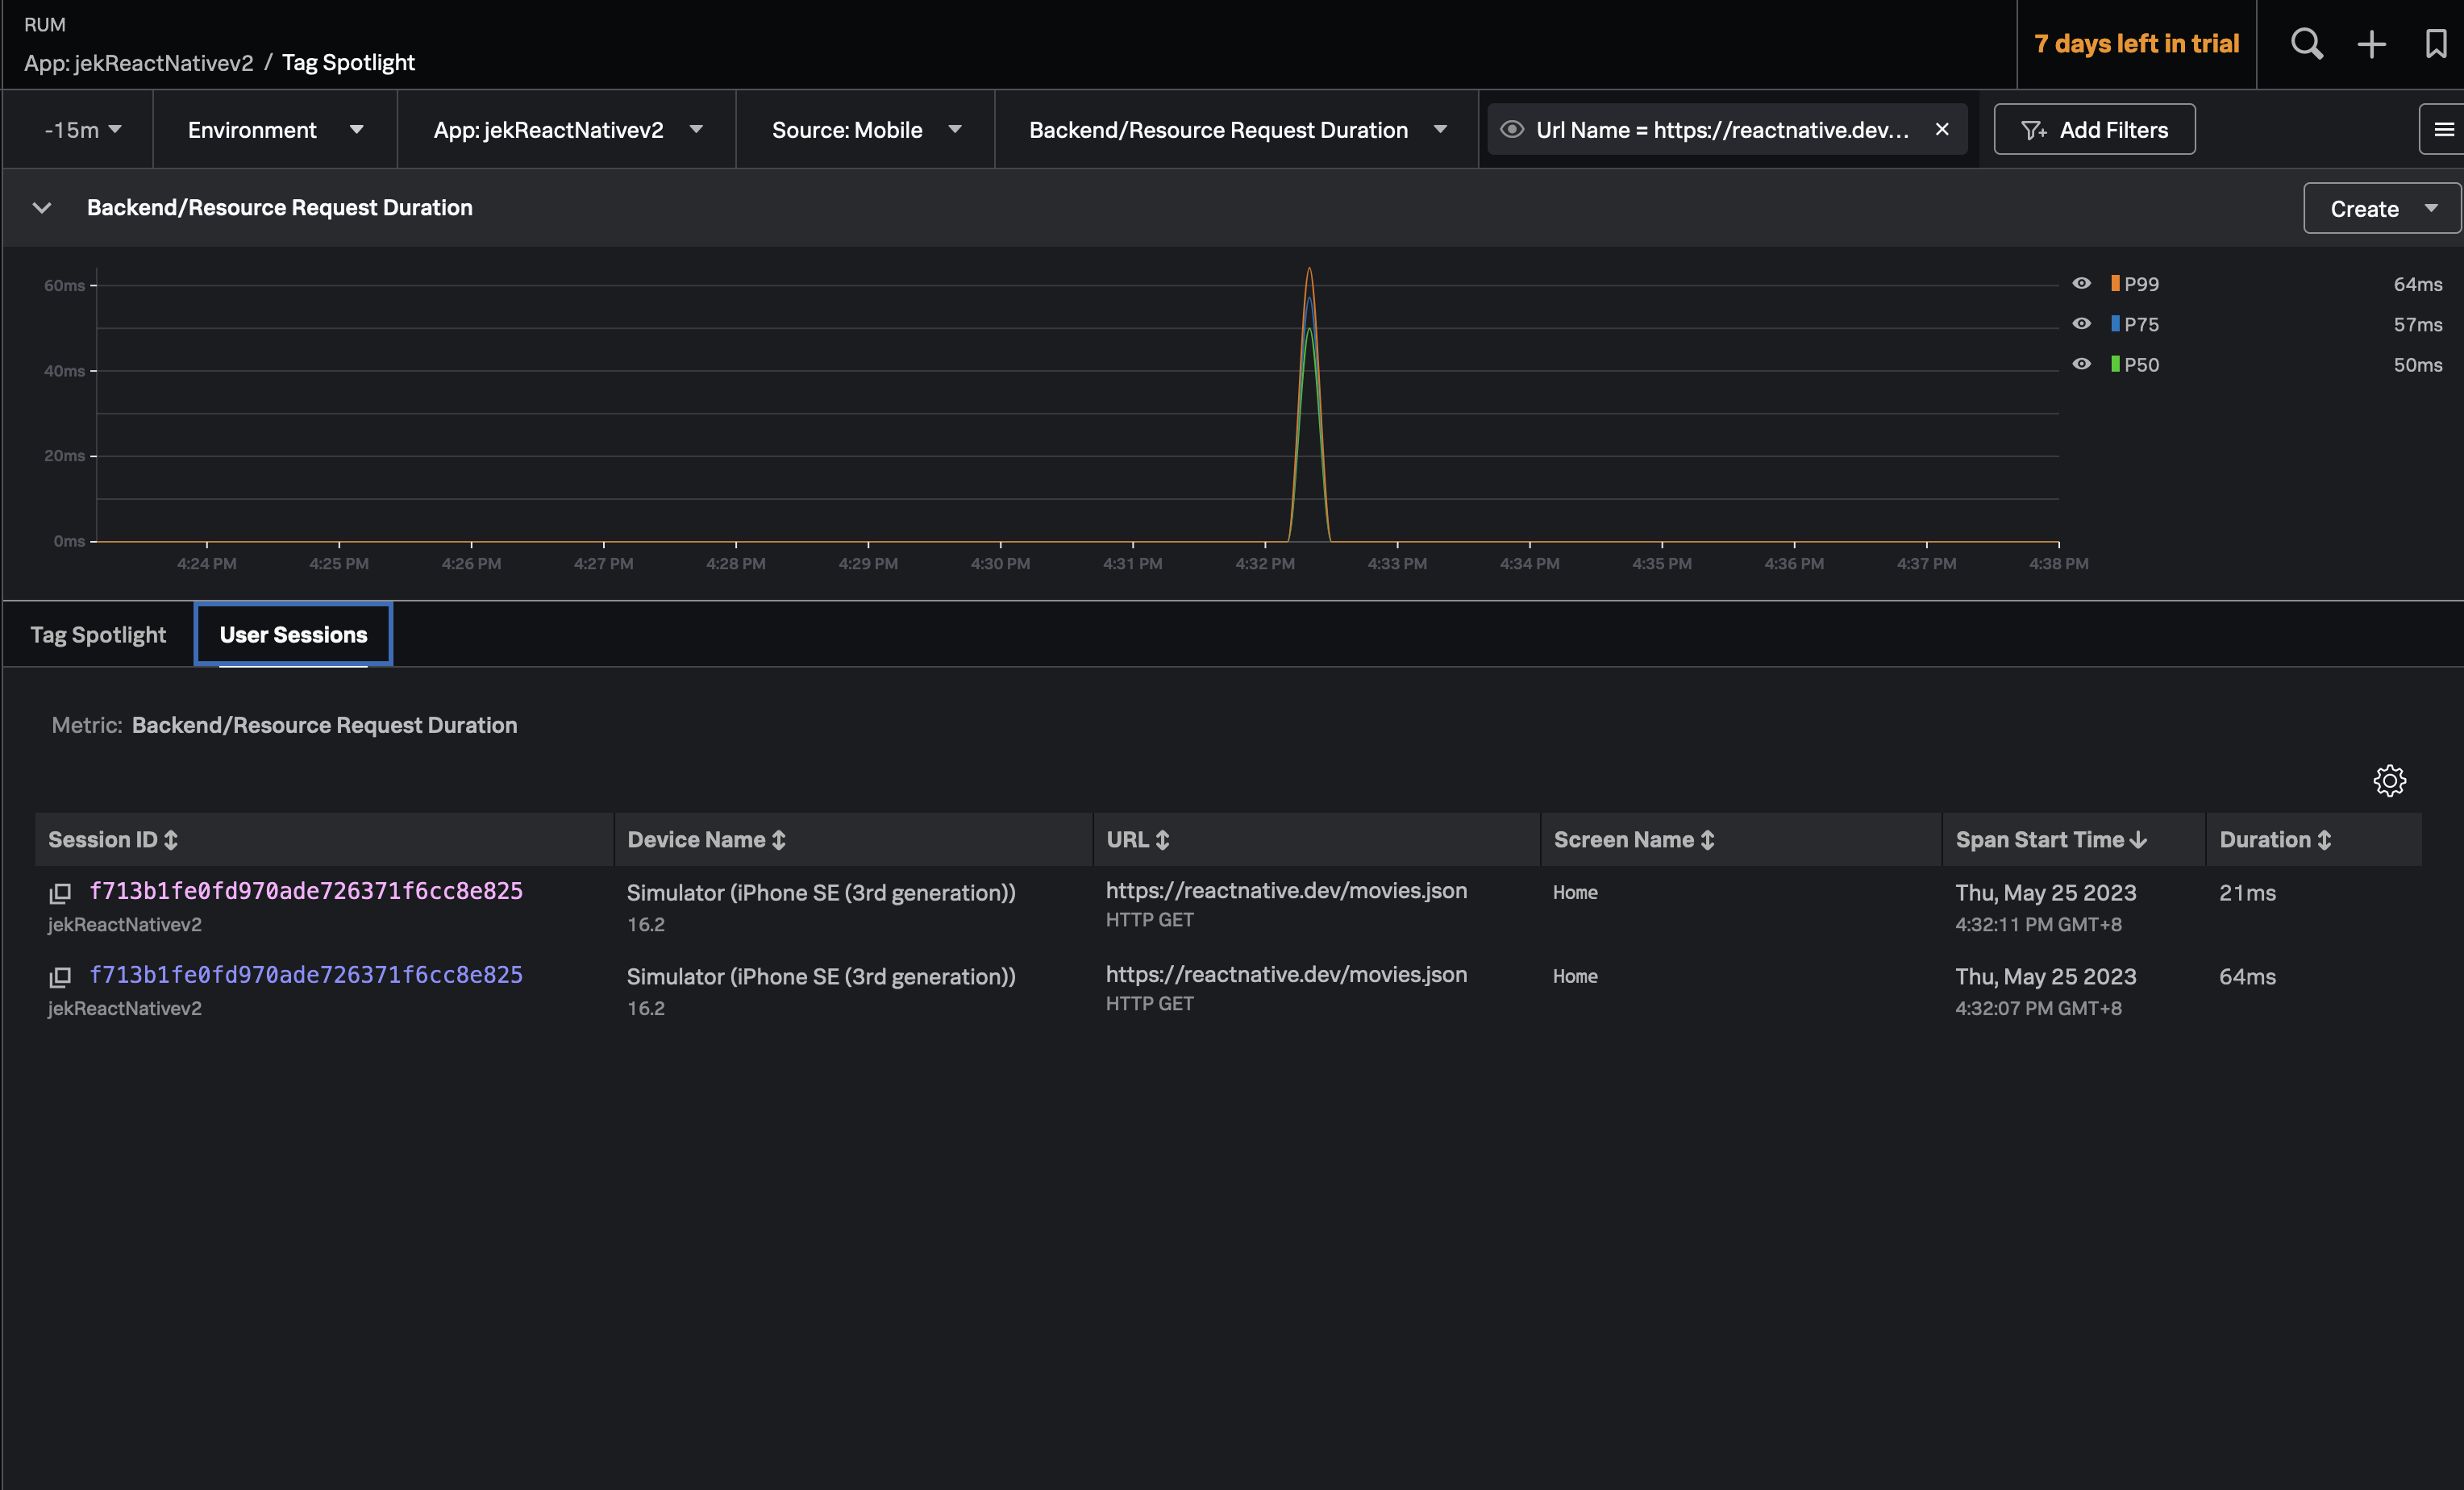 RUM
App: jekReactNativev2 / Tag Spotlight
7 days left in trial
-15m
Environment
App: jekReactNativev2
Source: Mobile
Backend/Resource Request Duration
Url Name = https://reactnative.dev...
Add Filters
Backend/Resource Request Duration
Create
60ms
40ms
20ms
0ms
4:24 PM 4:25 PM 4:26 PM 4:27 PM 4:28 PM 4:29 PM 4:30 PM 4:31 PM 4:32 PM 4:33 PM 4:34 PM 4:35 PM 4:36 PM 4:37 PM 4:38 PM
P99 64ms
P75 57ms
P50 50ms
Tag Spotlight User Sessions
Metric: Backend/Resource Request Duration
Session ID Device Name URL Screen Name Span Start Time Duration
f713b1fe0fd970ade726371f6cc8e825 Simulator (iPhone SE (3rd generation)) https://reactnative.dev/movies.json Home Thu, May 25 2023 21ms
jekReactNativev2 16.2 HTTP GET 4:32:11 PM GMT+8
f713b1fe0fd970ade726371f6cc8e825 Simulator (iPhone SE (3rd generation)) https://reactnative.dev/movies.json Home Thu, May 25 2023 64ms
jekReactNativev2 16.2 HTTP GET 4:32:07 PM GMT+8